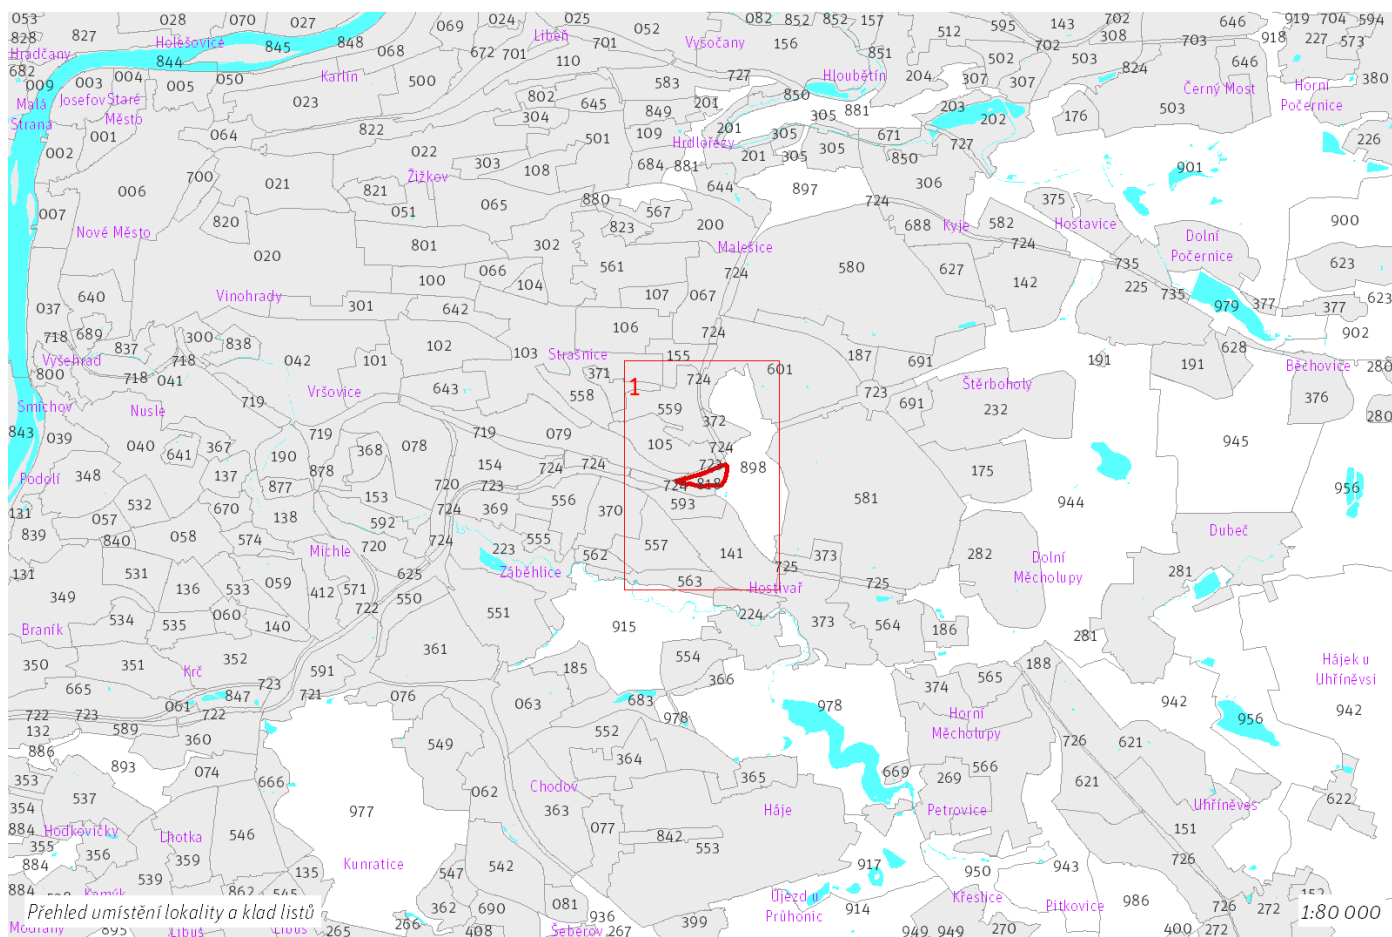 053 028 070 027 069 024 025 052 082 852 852 157 595 143 702 646 919 704 594
828 827 Holešovice 845 848 Libeň 701 Vysočany 156 512 702 308 703 918 227 573
Hradčany 844 068 672 701 110 851 502 503 824 646
682 009 003 004 005 050 Karlín 500 583 727 Hloubětín 204 307 307 Černý Most Horní Počernice 380
Malá Strana Josefov Staré Město 023 802 645 849 201 850 305 881 203 202 176 503
001 064 822 304 501 109 Hrdlořezy 201 305 305 671 727 226
002 022 303 108 684 881 201 305 850
006 700 021 821 Žižkov 065 880 644 897 306 901
007 820 051 823 567 200 724 688 Kyje 582 375 Hostavice 900
Nové Město 801 302 Malešice 724 Dolní Počernice
020 066 561 724 580 627 142 735 225 735 623
037 640 Vinohrady 301 100 642 104 107 067 979 377 377 623
718 689 837 300 838 106 724 902
Vyšehrad 718 042 101 102 103 Strašnice 155 187 691 191 191 628 Běchovice 280
800 718 041 Vršovice 643 371 724 601 723 Štěrboholy 376
Smíchov Nusle 719 558 1 559 372 691 232 280
843 039 040 641 367 719 368 078 719 079 105 724 945
190 878 154 724 724 723 898 175
Podolí 348 137 877 153 720 723 724 818 581 944 956
131 532 670 138 592 724 369 556 370 593
839 057 840 058 574 Michle 720 724 223 555 562 557 141 373 282 Dolní Měcholupy Dubeč
131 531 136 533 059 412 571 625 Záběhlice 563 725 725 281
349 534 535 060 140 722 550 551 Hostivař 224 373 564 186 281
Braník 915
350 351 352 591 361 185 554 366 188 Hájek u Uhříněvsi
665 Krč 723 721 076 063 683 978 978 374 565 942 942
722 723 061 847 722 Horní Měcholupy 956
132 589 360 549 552 726 621
886 893 074 666 364 365 669 269 566 621
353 537 062 Chodov 363 Háje Petrovice Uhříněves 622
354 977 077 842 151
884 Hodkovičky Lhotka 546 553 726
355 356 359 Kunratice 547 542 917 950 943
884 539 135
884 862 545 362 690 081 Újezd u Průhonic 914 Křeslice Pitkovice 986 726 272
Přehled umístění lokality a klad listů 1:80 000
895 Libuš Libuš 265 266 408 Šeberov 936 267 399 949 949 270 400 272